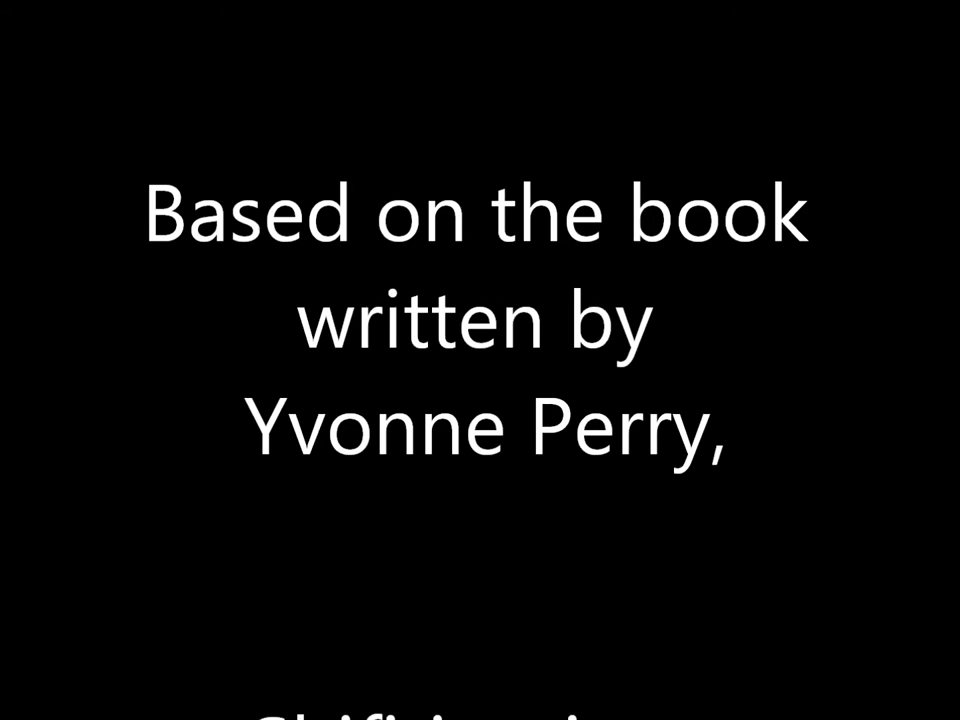 Based on the book
written by
Yvonne Perry,